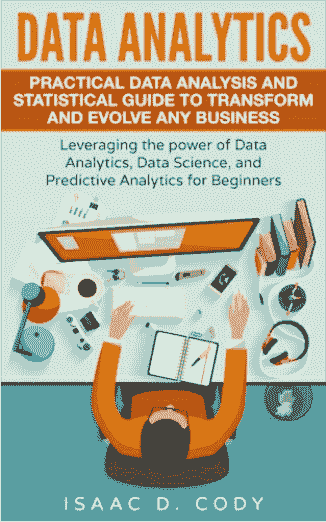 DATA ANALYTICS
PRACTICAL DATA ANALYSIS AND
STATISTICAL GUIDE TO TRANSFORM
AND EVOLVE ANY BUSINESS
Leveraging the power of Data
Analytics, Data Science, and
Predictive Analytics for Beginners
ISAAC D. CODY